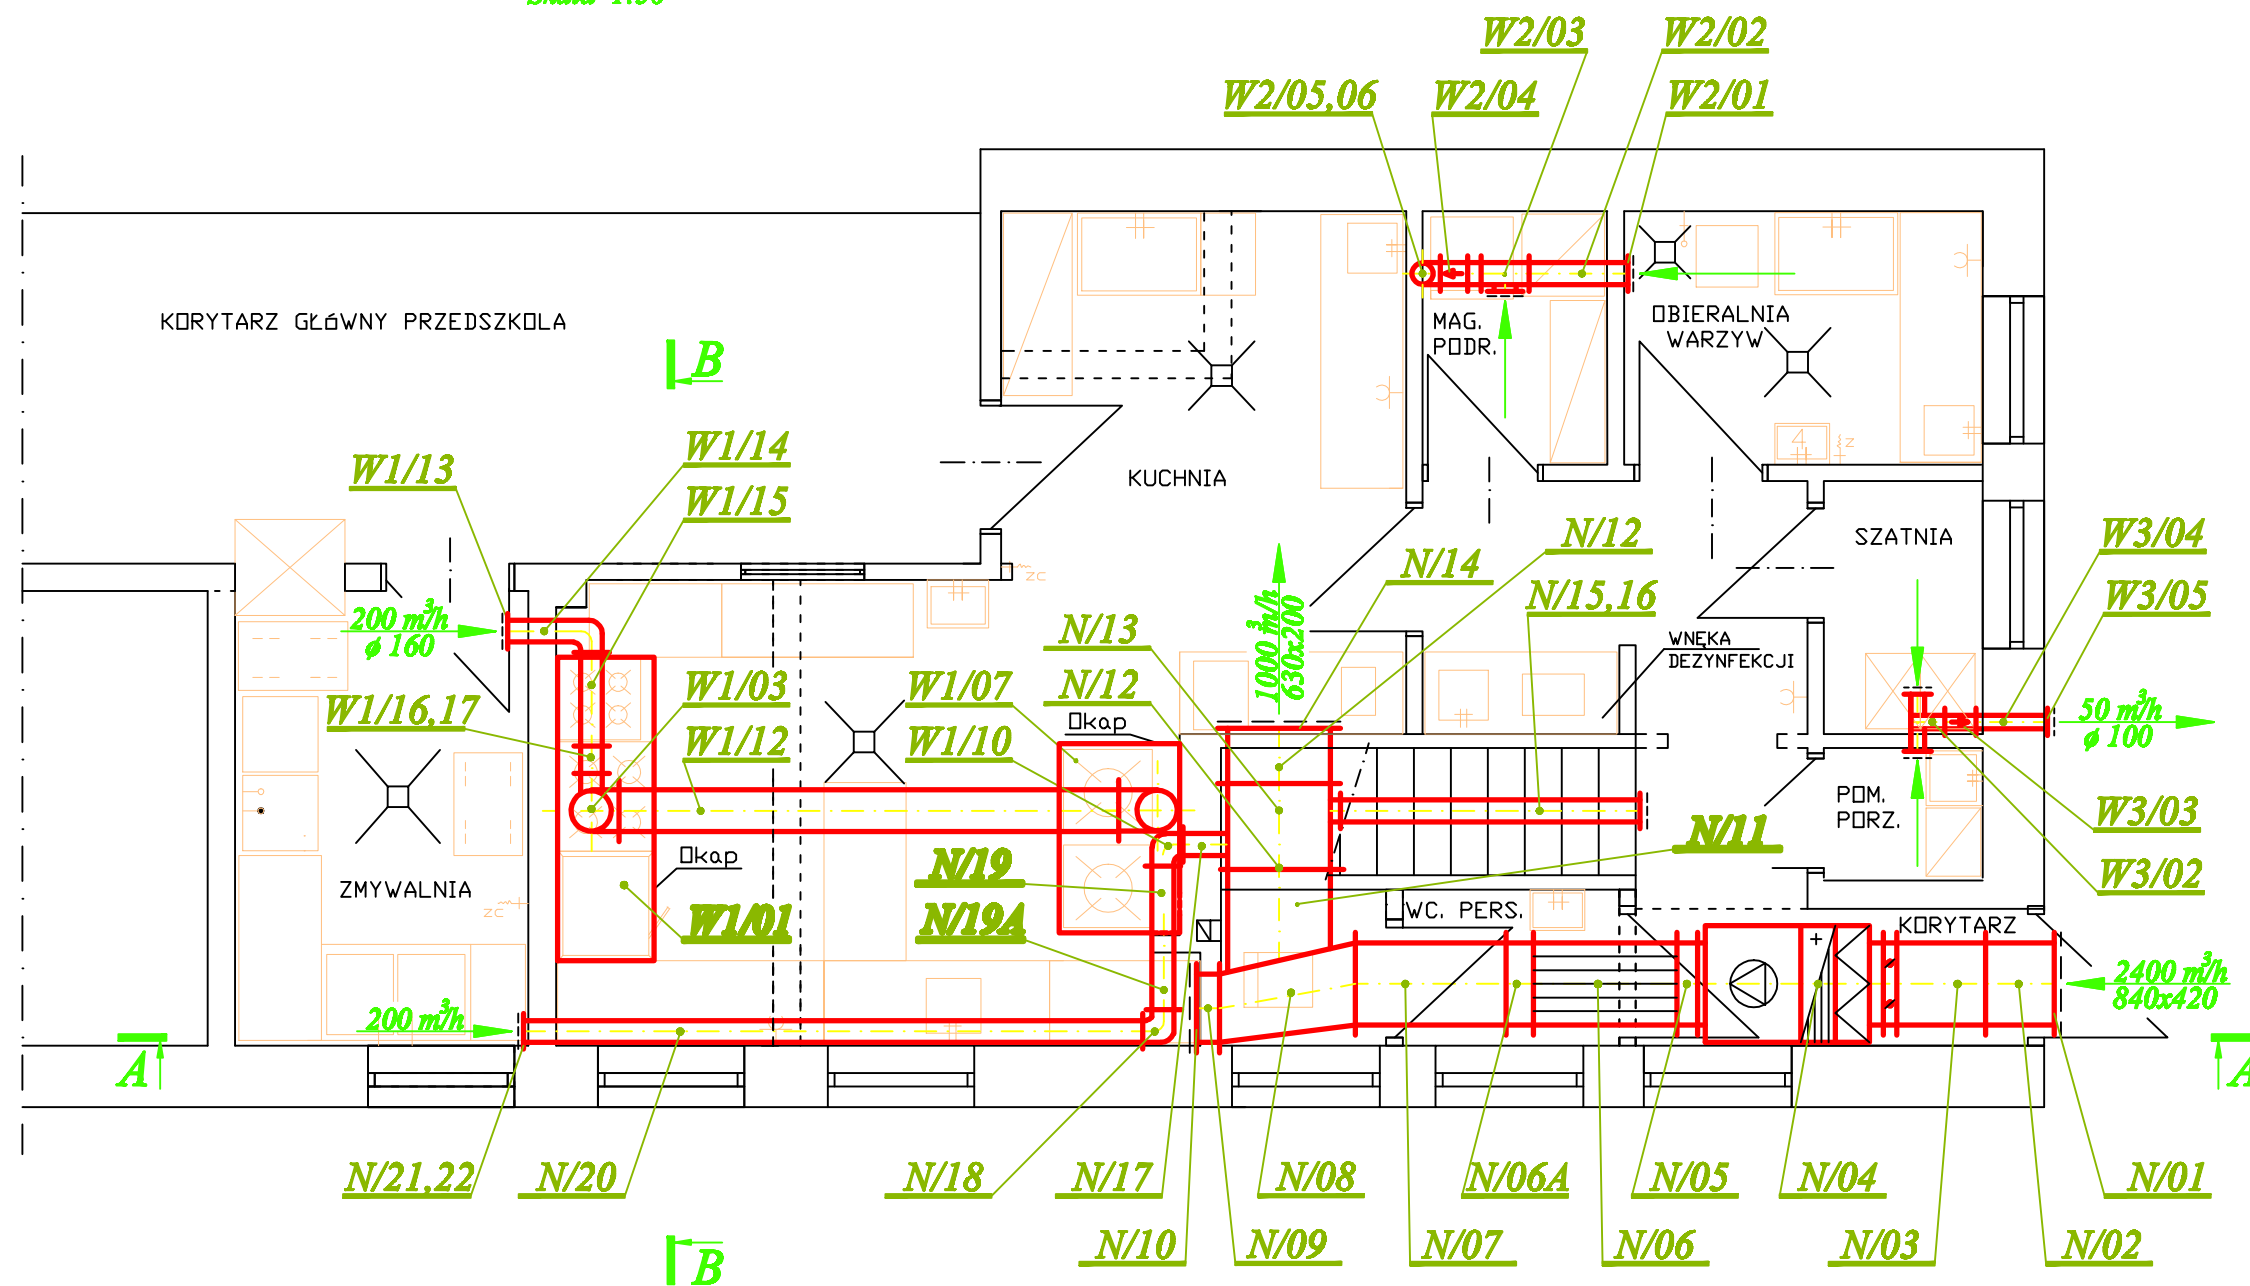 W2/03
W2/02
W2/05,06
W2/04
W2/01
KORYTARZ GŁóWNY PRZEDSZKOLA
MAG.
PODR.
OBIERALNIA
WARZYW
B
W1/14
W1/13
W1/15
KUCHNIA
4
Z
SZATNIA
N/12
W3/04
N/14
ZC
N/15,16
W3/05
200 m³/h
ø 160
N/13
1000 m³/h
630x200
WNĘKA
DEZYNFEKCJI
N/12
W1/03
W1/07
W1/16,17
Okap
50 m³/h
ø 100
W1/12
W1/10
POM.
PORZ.
W3/03
N/11
Okap
N/19
W3/02
ZMYWALNIA
ZC
W1/01
N/19A
WC. PERS.
KORYTARZ
2400 m³/h
840x420
200 m³/h
A
A
N/21,22
N/20
N/18
N/17
N/08
N/06A
N/05
N/04
N/01
N/10
N/09
N/07
N/06
N/03
N/02
B